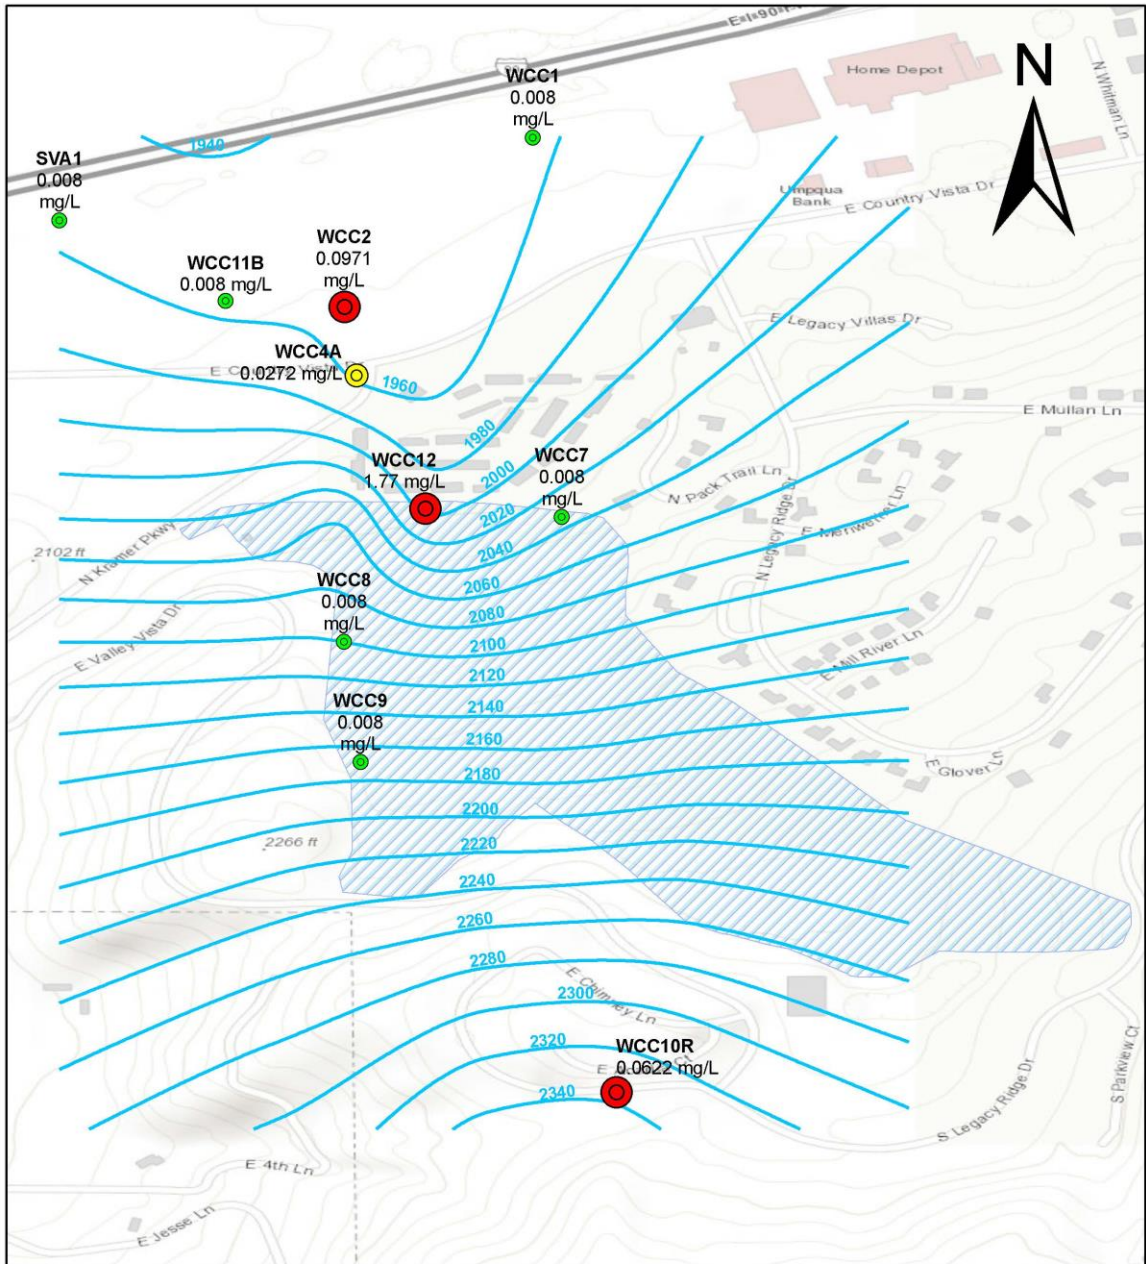 E I-90
90
WCC1
0.008
mg/L
Home Depot
N
N Whitman Ln
1940
SVA1
0.008
mg/L
Umpqua
Bank
E Country Vista Dr
WCC2
0.0971
mg/L
WCC11B
0.008 mg/L
E Legacy Villas Dr
WCC4A
0.0272 mg/L
1960
E Mullan Ln
1980
WCC12
1.77 mg/L
WCC7
0.008
mg/L
2000
N Pack Trail Ln
N Legacy Ridge Dr
E Meriwether Ln
2020
2040
2102 ft
N Kramer Pkwy
2060
WCC8
0.008
mg/L
2080
2100
E Valley Vista Dr
E Mill River Ln
2120
2140
WCC9
0.008
mg/L
2160
2180
E Glover Ln
2200
2266 ft
2220
2240
2260
2280
E Chimney Ln
2300
2320
WCC10R
0.0622 mg/L
2340
S Legacy Ridge Dr
S Parkview Ct
E 4th Ln
E Jesse Ln